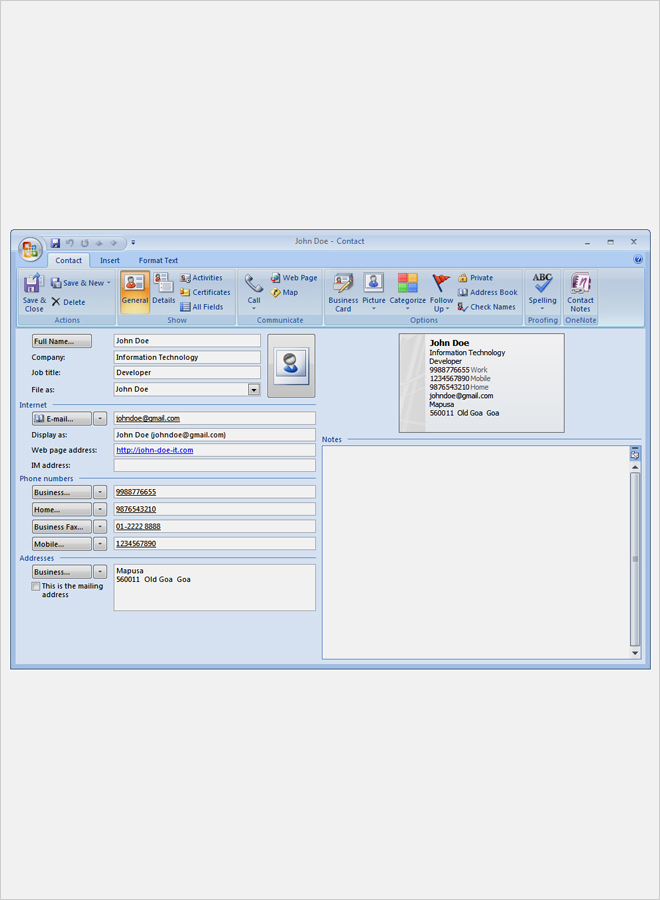 John Doe - Contact
Contact Insert Format Text
Save & Close
Save & New
Delete
Actions
General
Details
Activities
Certificates
All Fields
Show
Call
Web Page
Map
Communicate
Business Card
Picture
Categorize
Follow Up
Private
Address Book
Check Names
Options
ABC
Spelling
Proofing
Contact Notes
OneNote
Full Name... John Doe
Company: Information Technology
Job title: Developer
File as: John Doe
Internet
E-mail... johndoe@gmail.com
Display as: John Doe (johndoe@gmail.com)
Web page address: http://john-doe-it.com
IM address:
Phone numbers
Business... 9988776655
Home... 9876543210
Business Fax... 01-2222 8888
Mobile... 1234567890
Addresses
Business... Mapusa
560011 Old Goa Goa
This is the mailing
address
John Doe
Information Technology
Developer
9988776655 Work
1234567890 Mobile
9876543210 Home
johndoe@gmail.com
Mapusa
560011 Old Goa Goa
Notes